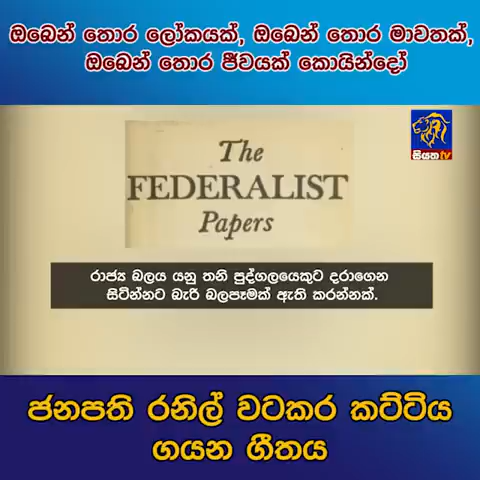 ඔබෙන් තොර ලෝකයක්, ඔබෙන් තොර මාවතක්,
ඔබෙන් තොර ජීවයක් කොයින්දෝ
සියත tv
The
FEDERALIST
Papers
රාජ්‍ය බලය යනු තනි පුද්ගලයෙකුට දරාගෙන
සිටින්නට බැරි බලපෑමක් ඇති කරන්නක්.
ජනපති රනිල් වටකර කට්ටිය
ගයන ගීතය